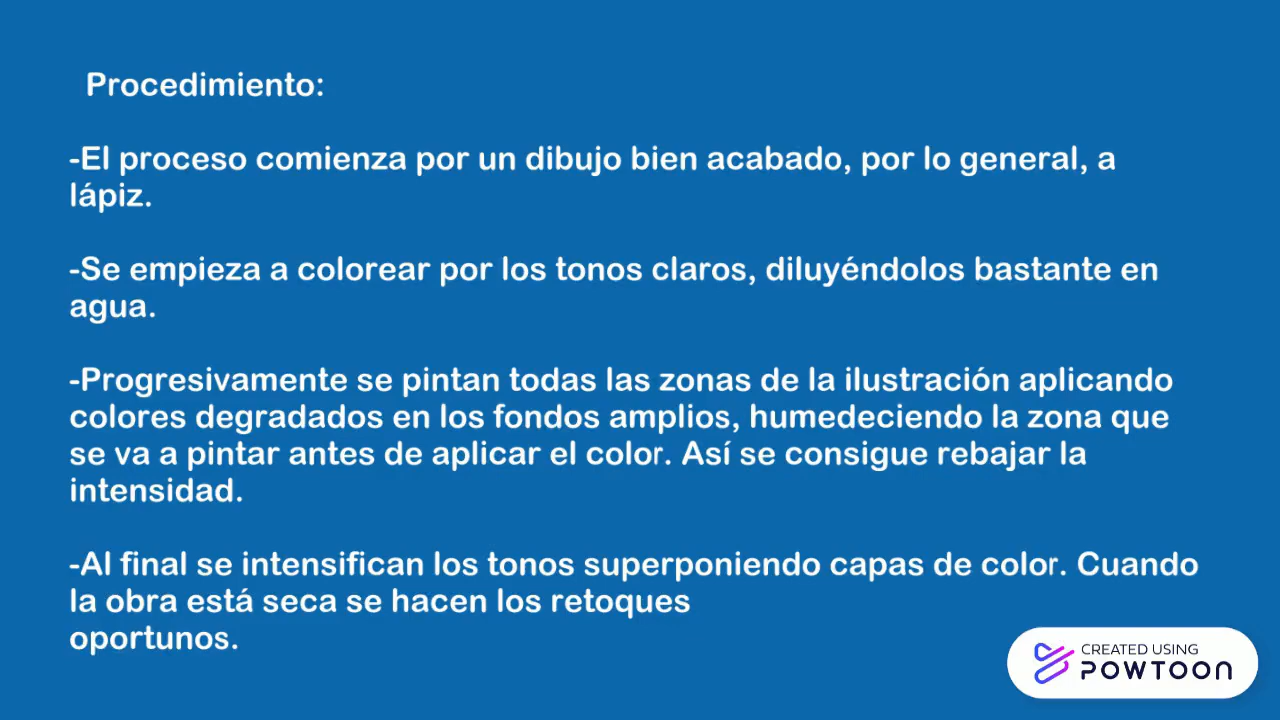 Procedimiento:
-El proceso comienza por un dibujo bien acabado, por lo general, a
lápiz.
-Se empieza a colorear por los tonos claros, diluyéndolos bastante en
agua.
-Progresivamente se pintan todas las zonas de la ilustración aplicando
colores degradados en los fondos amplios, humedeciendo la zona que
se va a pintar antes de aplicar el color. Así se consigue rebajar la
intensidad.
-Al final se intensifican los tonos superponiendo capas de color. Cuando
la obra está seca se hacen los retoques
oportunos.
CREATED USING
POWTOON